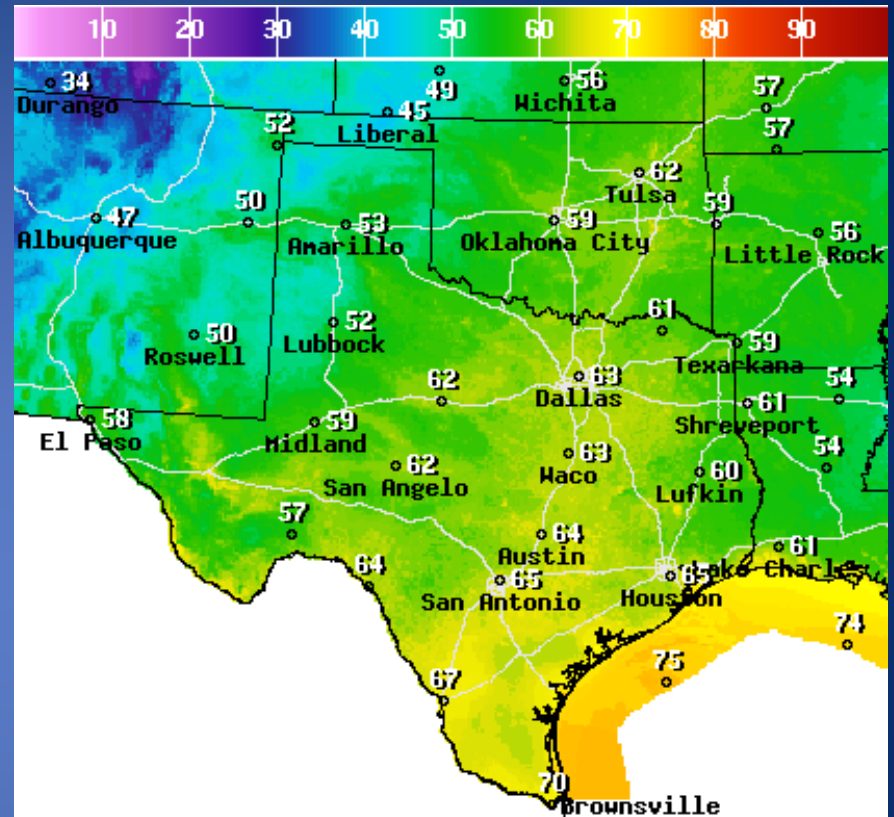 10 20 30 40 50 60 70 80 90
34
Durango
49
45
Liberal
56
Wichita
57
57
52
62
Tulsa
47
Albuquerque
50
53
Amarillo
59
Oklahoma City
59
56
Little Rock
50
Roswell
52
Lubbock
61
59
Texarkana
63
Dallas
62
54
61
Shreveport
58
El Paso
59
Midland
62
San Angelo
63
Waco
60
Lufkin
54
57
64
Austin
61
Lake Charles
64
65
San Antonio
65
Houston
74
75
67
70
Brownsville